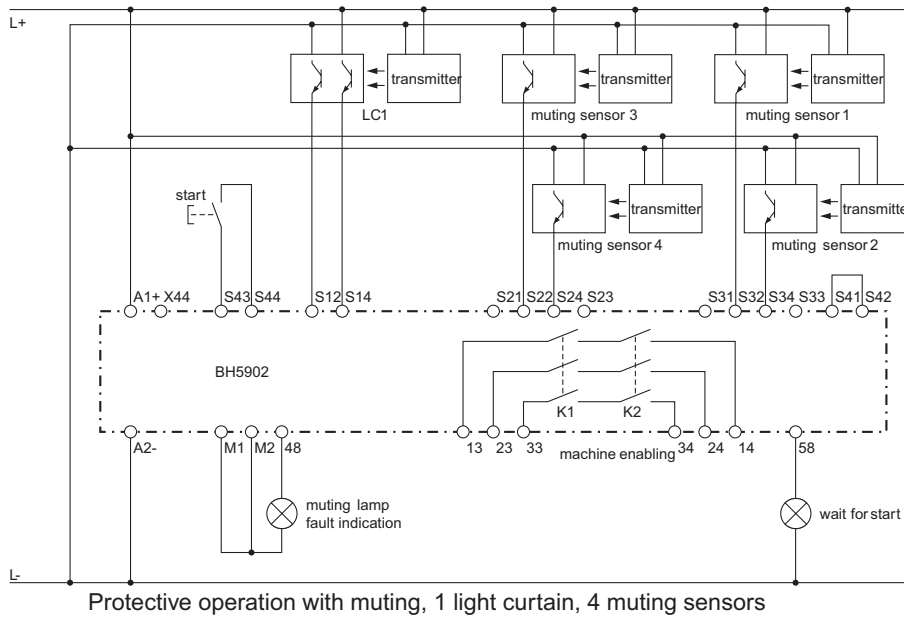 L+
transmitter
transmitter
transmitter
LC1
muting sensor 3
muting sensor 1
start
transmitter
transmitte
muting sensor 4
muting sensor 2
A1+ X44 S43 S44 S12 S14 S21 S22 S24 S23 S31 S32 S34 S33 S41 S42
BH5902
K1 K2
A2- M1 M2 48 13 23 33 machine enabling 34 24 14 58
muting lamp
fault indication
wait for start
L-
Protective operation with muting, 1 light curtain, 4 muting sensors